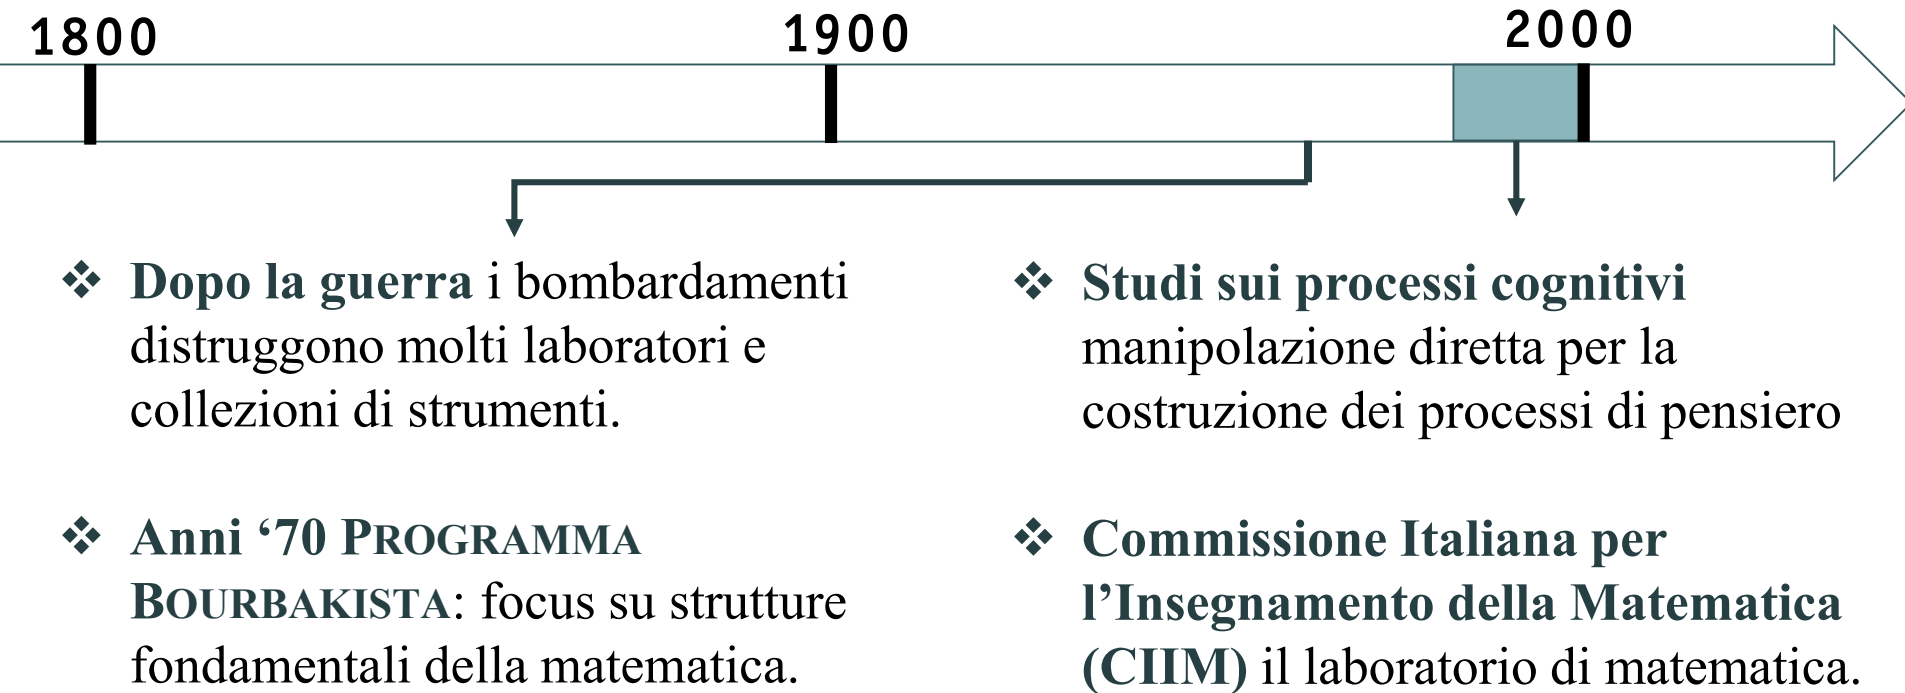 1800
1900
2000
Dopo la guerra i bombardamenti
distruggono molti laboratori e
collezioni di strumenti.
Anni ‘70 PROGRAMMA
BOURBAKISTA: focus su strutture
fondamentali della matematica.
Studi sui processi cognitivi
manipolazione diretta per la
costruzione dei processi di pensiero
Commissione Italiana per
l’Insegnamento della Matematica
(CIIM) il laboratorio di matematica.